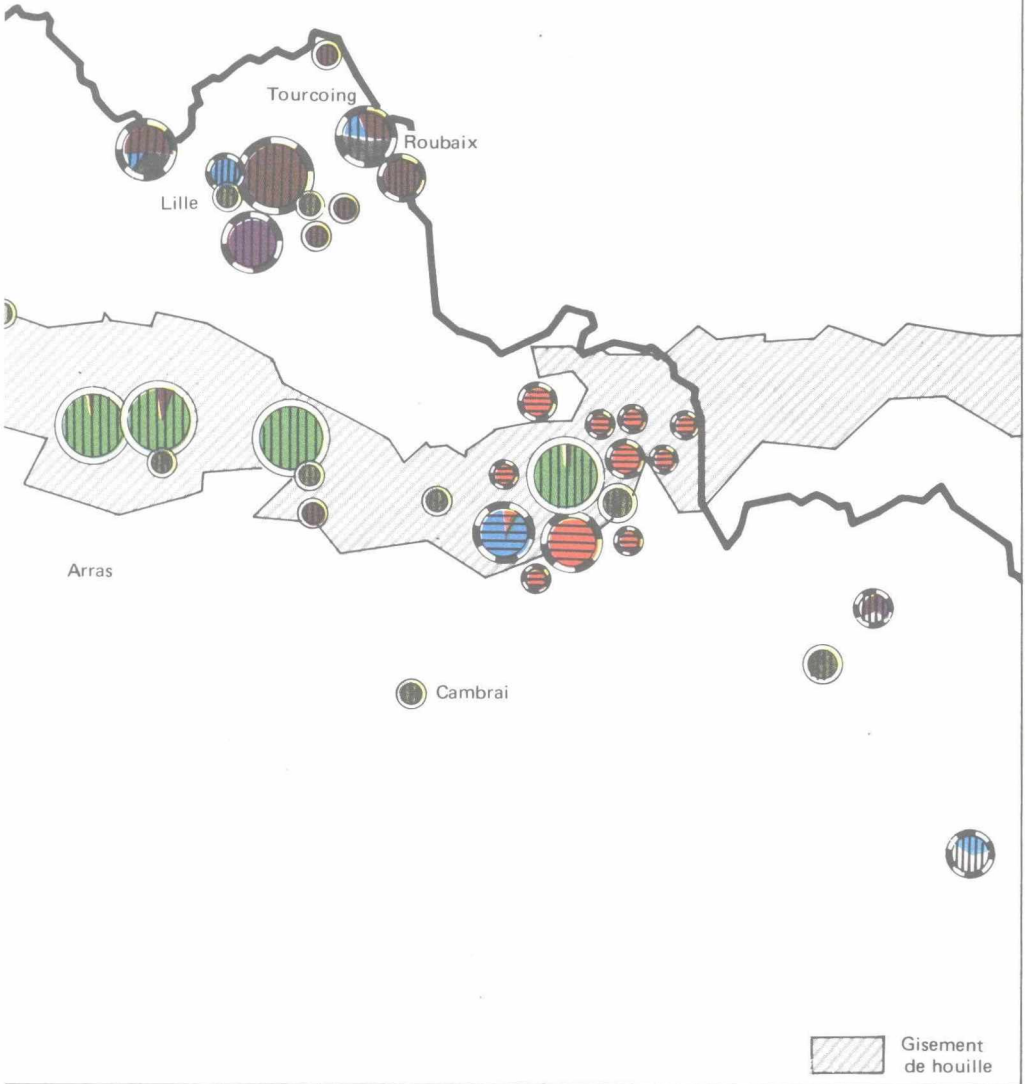 Tourcoing
Roubaix
Lille
Arras
Cambrai
Gisement
de houille